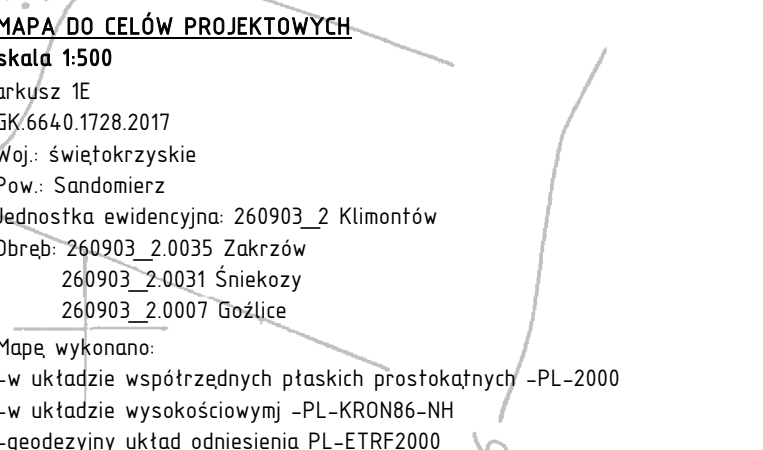 MAPA DO CELÓW PROJEKTOWYCH
skala 1:500
arkusz 1E
GK.6640.1728.2017
Woj.: świętokrzyskie
Pow.: Sandomierz
Jednostka ewidencyjna: 260903_2 Klimontów
Obręb: 260903_2.0035 Zakrzów
260903_2.0031 Śniekozy
260903_2.0007 Goźlice
Mapę wykonano:
-w układzie współrzędnych płaskich prostokątnych -PL-2000
-w układzie wysokościowymj -PL-KRON86-NH
-geodezyjny układ odniesienia PL-ETRF2000